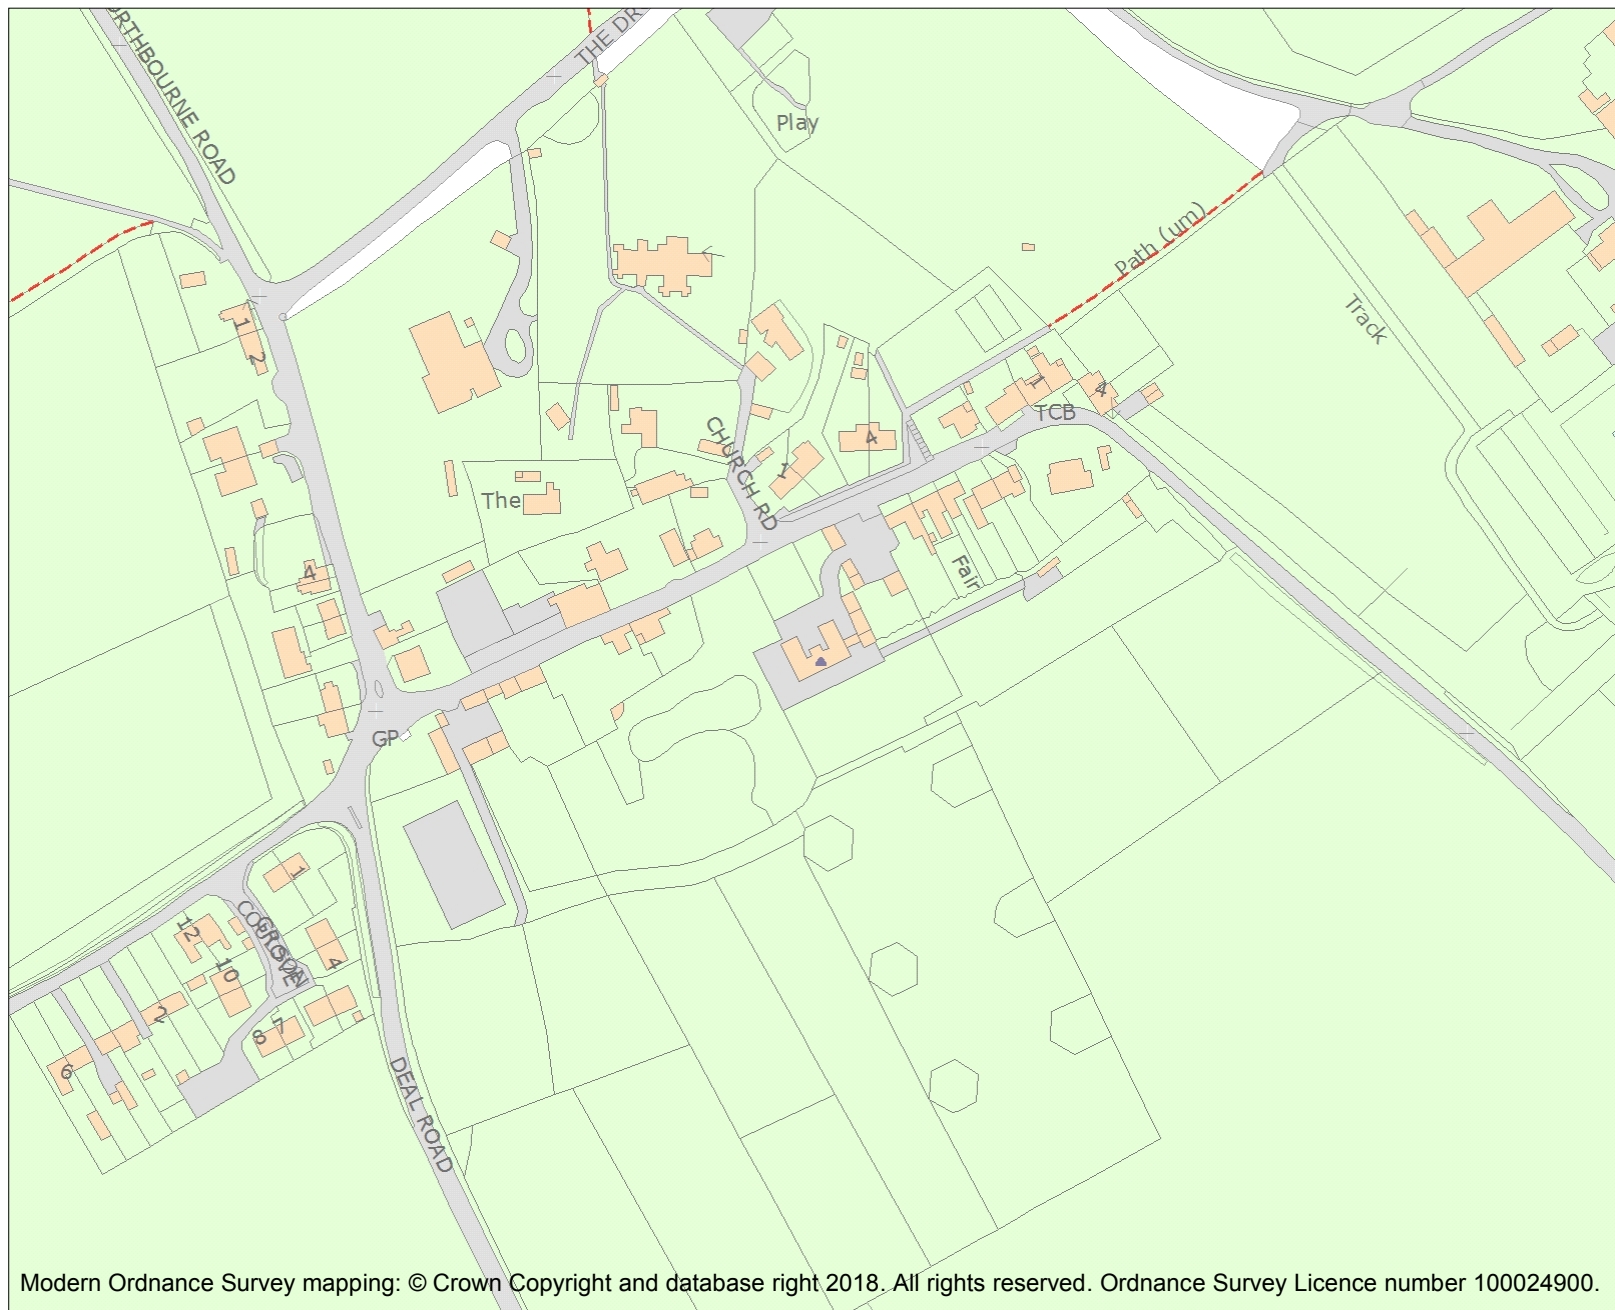 ORTHBOURNE ROAD
THE DR
Play
Path (um)
Track
1
2
1
4
TCB
CHURCH RD
4
1
The
4
Fair
GP
1
12
10
4
2
7
8
6
DEAL ROAD
Modern Ordnance Survey mapping: © Crown Copyright and database right 2018. All rights reserved. Ordnance Survey Licence number 100024900.